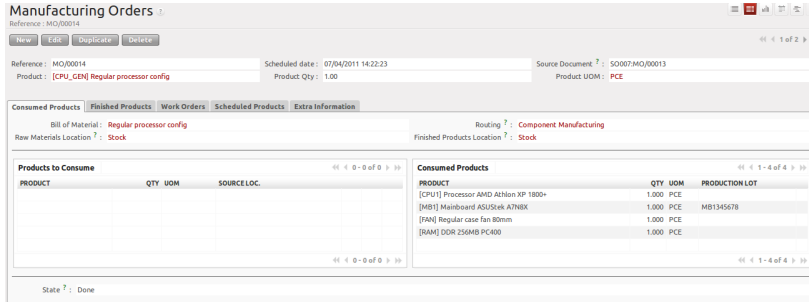 Manufacturing Orders ?
Reference : MO/00014
New Edit Duplicate Delete
1 of 2
Reference : MO/00014 Scheduled date : 07/04/2011 14:22:23 Source Document ? : SO007:MO/00013
Product : [CPU_GEN] Regular processor config Product Qty : 1.00 Product UOM : PCE
Consumed Products Finished Products Work Orders Scheduled Products Extra Information
Bill of Material : Regular processor config Routing ? : Component Manufacturing
Raw Materials Location ? : Stock Finished Products Location ? : Stock
Products to Consume 0 - 0 of 0
PRODUCT QTY UOM SOURCE LOC.
0 - 0 of 0
Consumed Products 1 - 4 of 4
PRODUCT QTY UOM PRODUCTION LOT
[CPU1] Processor AMD Athlon XP 1800+ 1.000 PCE
[MB1] Mainboard ASUStek A7N8X 1.000 PCE MB1345678
[FAN] Regular case fan 80mm 1.000 PCE
[RAM] DDR 256MB PC400 1.000 PCE
1 - 4 of 4
State ? : Done